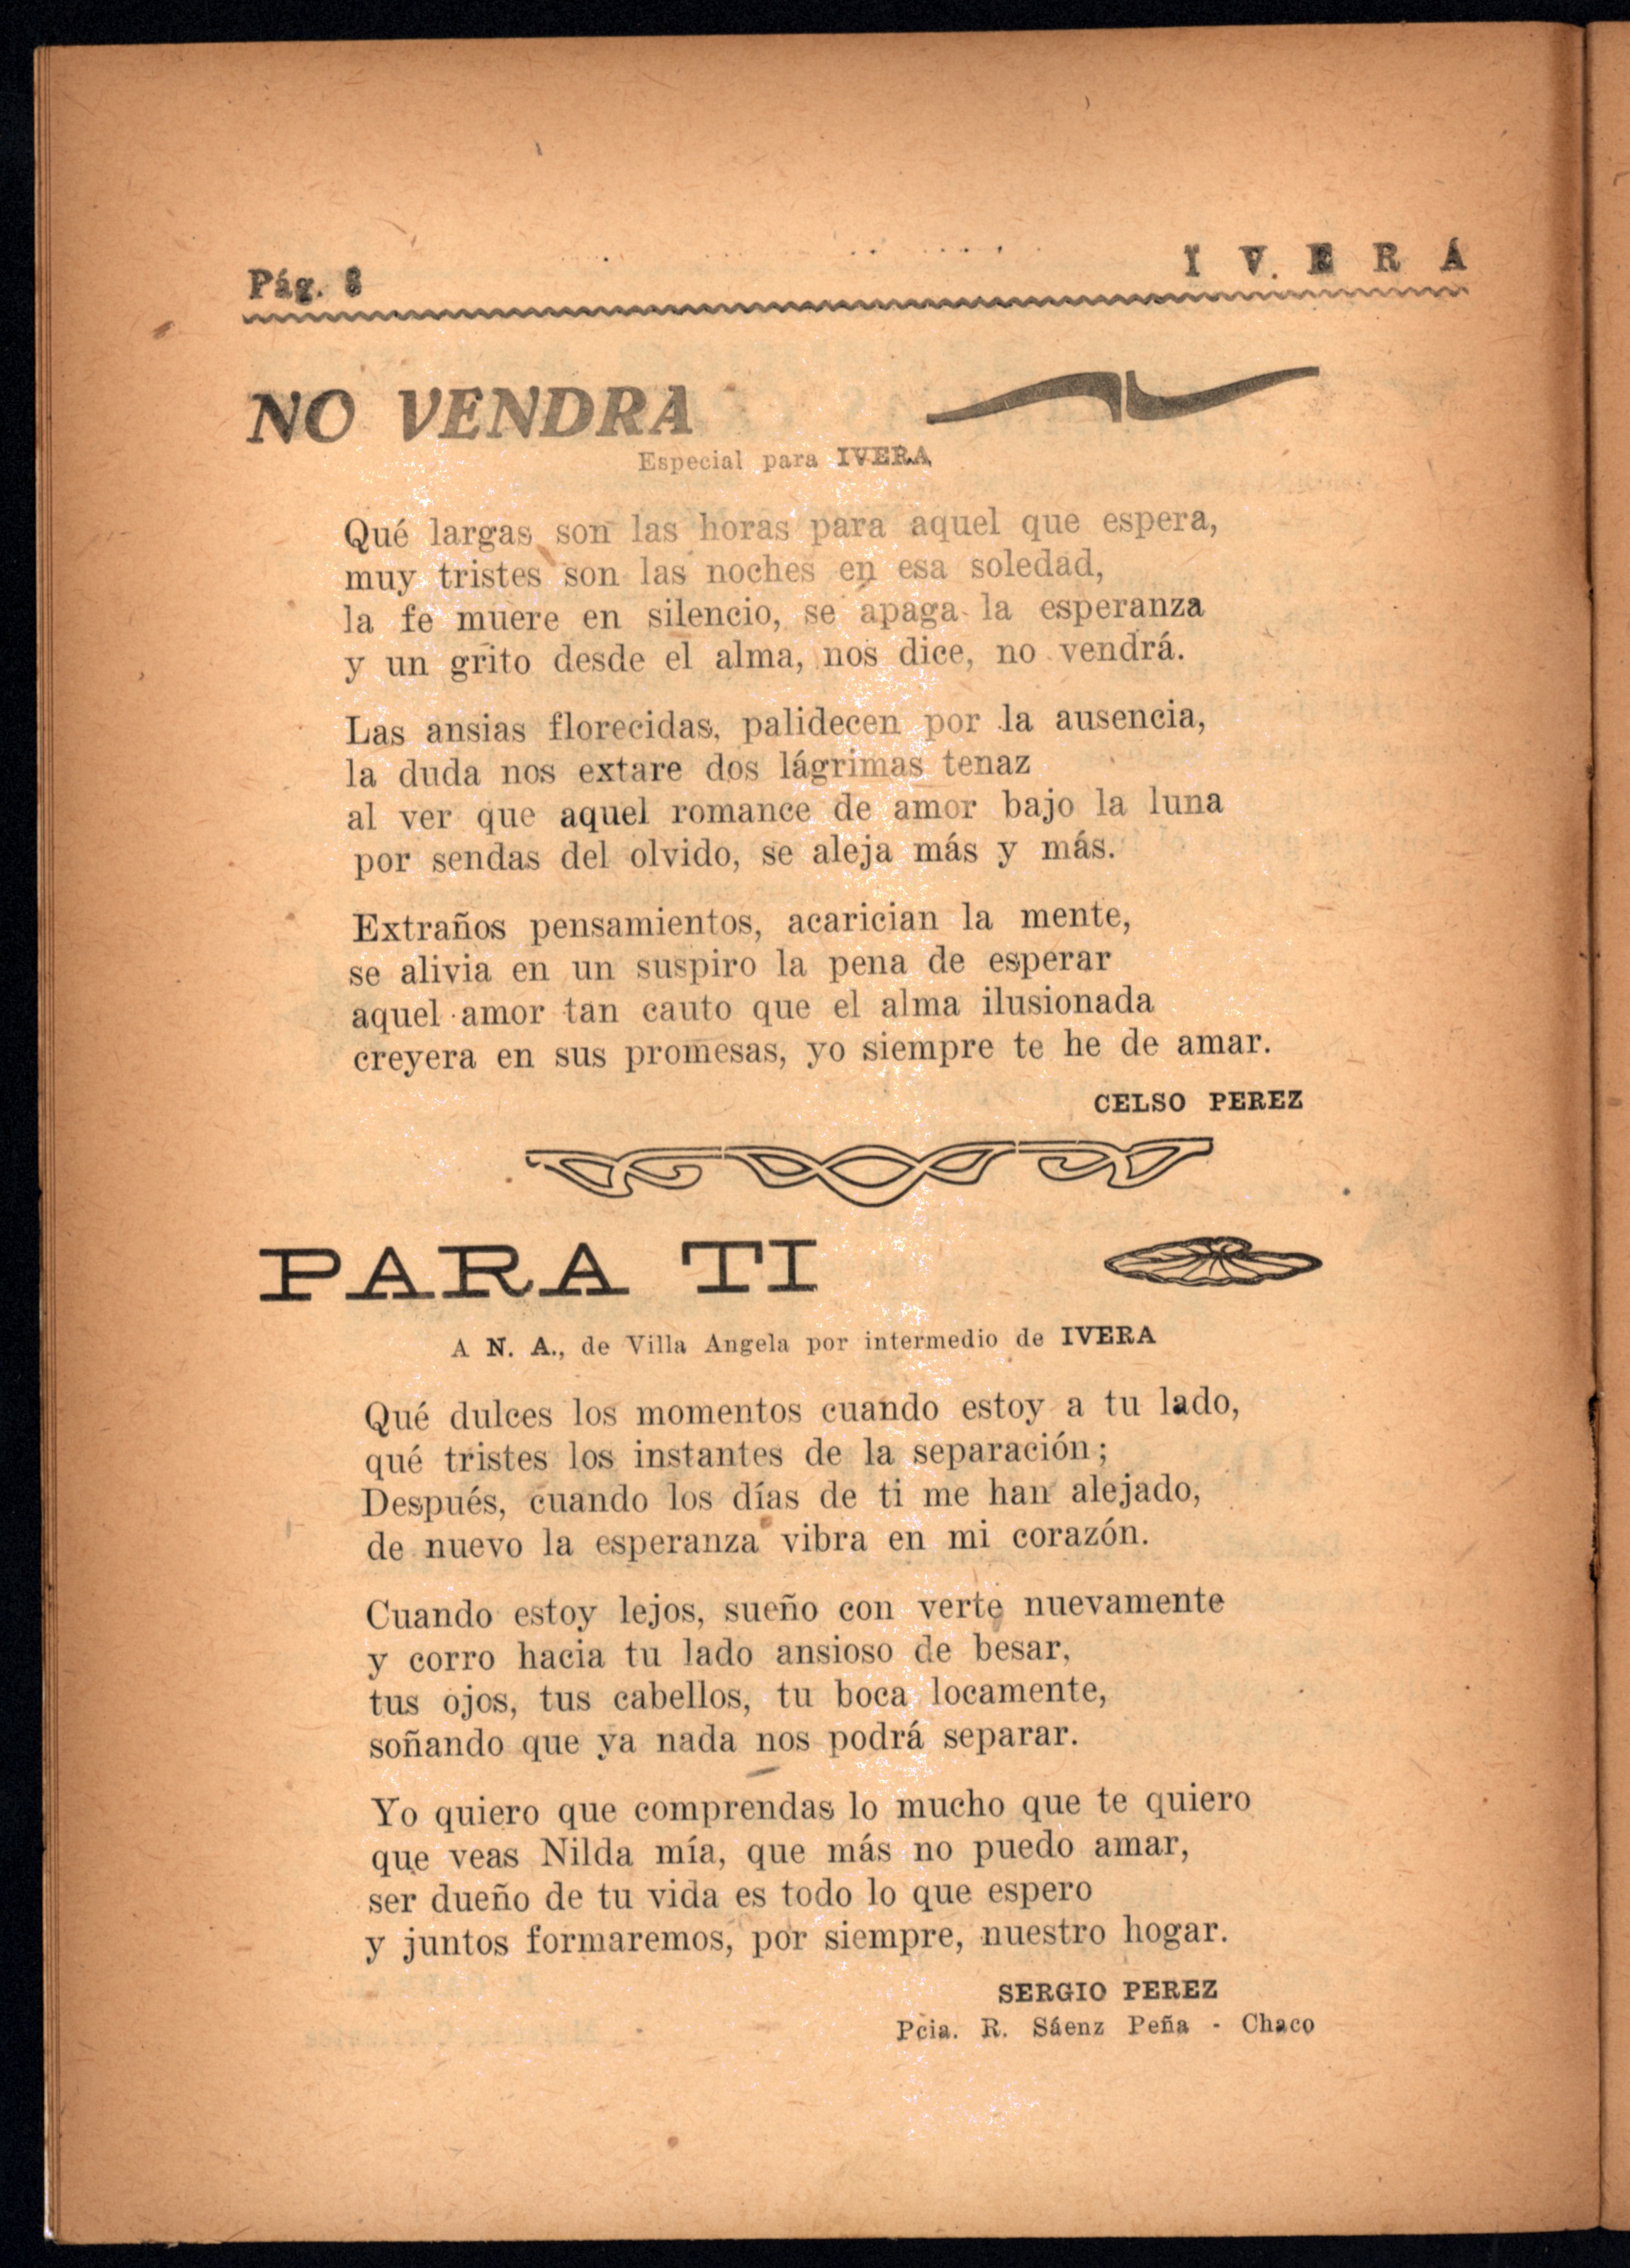 Pág. 8
IVERÁ
NO VENDRA
Especial para IVERA
Qué largas son las horas para aquel que espera,
muy tristes son las noches en esa soledad,
la fe muere en silencio, se apaga la esperanza
y un grito desde el alma, nos dice, no vendrá.
Las ansias florecidas, palidecen por la ausencia,
la duda nos extare dos lágrimas tenaz
al ver que aquel romance de amor bajo la luna
por sendas del olvido, se aleja más y más.
Extraños pensamientos, acarician la mente,
se alivia en un suspiro la pena de esperar
aquel amor tan cauto que el alma ilusionada
creyera en sus promesas, yo siempre te he de amar.
CELSO PEREZ
PARA TI
A N. A., de Villa Angela por intermedio de IVERA
Qué dulces los momentos cuando estoy a tu lado,
qué tristes los instantes de la separación;
Después, cuando los días de ti me han alejado,
de nuevo la esperanza vibra en mi corazón.
Cuando estoy lejos, sueño con verte nuevamente
y corro hacia tu lado ansioso de besar,
tus ojos, tus cabellos, tu boca locamente,
soñando que ya nada nos podrá separar.
Yo quiero que comprendas lo mucho que te quiero
que veas Nilda mía, que más no puedo amar,
ser dueño de tu vida es todo lo que espero
y juntos formaremos, por siempre, nuestro hogar.
SERGIO PEREZ
Pcia. R. Sáenz Peña - Chaco